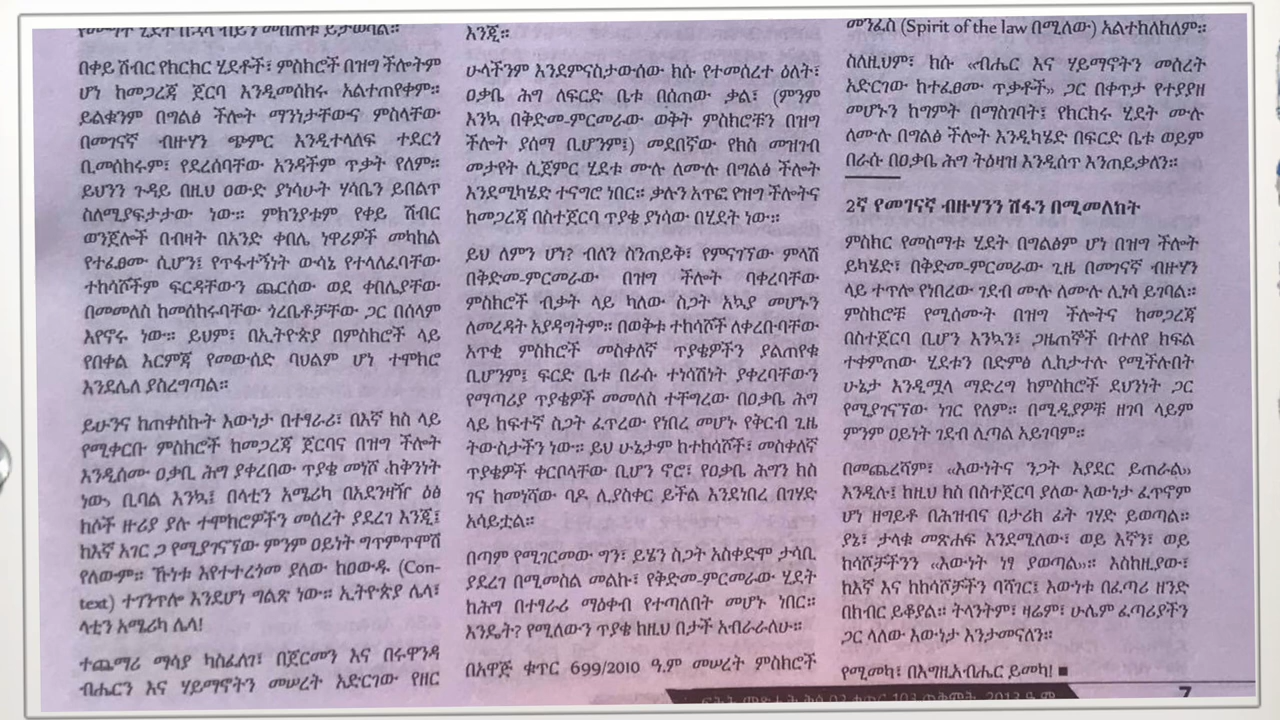 በቀይ ሽብር የክርክር ሂደቶች፣ ምስክሮች በዝግ ችሎትም
ሆነ ከመጋረጃ ጀርባ እንዲመሰክሩ አልተጠየቀም።
ይልቁንም በግልፅ ችሎት ማንነታቸውና ምስላቸው
በመገናኛ ብዙሃን ጭምር እንዲተላለፍ ተደርጎ
ቢመሰክሩም፣ የደረሰባቸው አንዳችም ጥቃት የለም።
ይህንን ጉዳይ በዚህ ዐውድ ያነሳሁት ሃሳቤን ይበልጥ
ስለሚያፍታታው ነው። ምክንያቱም የቀይ ሽብር
ወንጀሎች በብዛት በአንድ ቀበሌ ነዋሪዎች መካከል
የተፈፀሙ ሲሆን፤ የጥፋተኝነት ውሳኔ የተላለፈባቸው
ተከሳሾችም ፍርዳቸውን ጨርሰው ወደ ቀበሌያቸው
በመመለስ ከመሰከሩባቸው ጎረቤቶቻቸው ጋር በሰላም
እየኖሩ ነው። ይህም፣ በኢትዮጵያ በምስክሮች ላይ
የበቀል እርምጃ የመውሰድ ባህልም ሆነ ተሞክሮ
እንደሌለ ያስረግጣል።
ይሁንና ከጠቀስኩት እውነታ በተፃራሪ፣ በእኛ ክስ ላይ
የሚቀርቡ ምስክሮች ከመጋረጃ ጀርባና በዝግ ችሎት
እንዲሰሙ ዐቃቢ ሕግ ያቀረበው ጥያቄ መነሾ ‹ከቅንነት
ነው› ቢባል እንኳ፤ በላቲን አሜሪካ በአደንዛዥ ዕፅ
ክሶች ዙሪያ ያሉ ተሞክሮዎችን መሰረት ያደረገ እንጂ፤
ከእኛ አገር ጋ የሚያገናኘው ምንም ዐይነት ግጥምጥሞሽ
የለውም። ኹነቱ እየተተረጎመ ያለው ከዐውዱ (Con-
text) ተገንጥሎ እንደሆነ ግልጽ ነው። ኢትዮጵያ ሌላ፣
ላቲን አሜሪካ ሌላ!
ተጨማሪ ማሳያ ካስፈለገ፣ በጀርመን እና በሩዋንዳ
ብሔርን እና ሃይማኖትን መሠረት አድርገው የዘር
እንጂ።
ሁላችንም እንደምናስታውሰው ክሱ የተመሰረተ ዕለት፣
ዐቃቤ ሕግ ለፍርድ ቤቱ በሰጠው ቃል፣ (ምንም
እንኳ በቅድመ-ምርመራው ወቅት ምስክሮቹን በዝግ
ችሎት ያሰማ ቢሆንም፤) መደበኛው የክስ መዝገብ
መታየት ሲጀምር ሂደቱ ሙሉ ለሙሉ በግልፅ ችሎት
እንደሚካሄድ ተናግሮ ነበር። ቃሉን አጥፎ የዝግ ችሎትና
ከመጋረጃ በስተጀርባ ጥያቄ ያነሳው በሂደት ነው።
ይህ ለምን ሆነ? ብለን ስንጠይቅ፣ የምናገኘው ምላሽ
በቅድመ-ምርመራው በዝግ ችሎት ባቀረባቸው
ምስክሮች ብቃት ላይ ካለው ስጋት አኳያ መሆኑን
ለመረዳት አያዳግትም። በወቅቱ ተከሳሾች ለቀረቡባቸው
አጥቂ ምስክሮች መስቀለኛ ጥያቄዎችን ያልጠየቁ
ቢሆንም፤ ፍርድ ቤቱ በራሱ ተነሳሽነት ያቀረባቸውን
የማጣሪያ ጥያቄዎች መመለስ ተቸግረው በዐቃቤ ሕግ
ላይ ከፍተኛ ስጋት ፈጥረው የነበረ መሆኑ የቅርብ ጊዜ
ትውስታችን ነው። ይህ ሁኔታም ከተከሳሾች፣ መስቀለኛ
ጥያቄዎች ቀርበላቸው ቢሆን ኖሮ፣ የዐቃቤ ሕግን ክስ
ገና ከመነሻው ባዶ ሊያስቀር ይችል እንደነበረ በገሃድ
አሳይቷል።
በጣም የሚገርመው ግን፣ ይሄን ስጋት አስቀድሞ ታሳቢ
ያደረገ በሚመስል መልኩ፣ የቅድመ-ምርመራው ሂደት
ከሕግ በተፃራሪ ማዕቀብ የተጣለበት መሆኑ ነበር።
እንዴት? የሚለውን ጥያቄ ከዚህ በታች አብራራለሁ።
በአዋጅ ቁጥር 699/2010 ዓ.ም መሠረት ምስክሮች
መንፈስ (Spirit of the law በሚለው) አልተከለከለም።
ስለዚህም፣ ክሱ «ብሔር እና ሃይማኖትን መሰረት
አድርገው ከተፈፀሙ ጥቃቶች» ጋር በቀጥታ የተያያዘ
መሆኑን ከግምት በማስገባት፣ የክርክሩ ሂደት ሙሉ
ለሙሉ በግልፅ ችሎት እንዲካሄድ በፍርድ ቤቱ ወይም
በራሱ በዐቃቤ ሕግ ትዕዛዝ እንዲሰጥ እንጠይቃለን።
2ኛ የመገናኛ ብዙሃንን ሽፋን በሚመለከት
ምስክር የመስማቱ ሂደት በግልፅም ሆነ በዝግ ችሎት
ይካሄድ፣ በቅድመ-ምርመራው ጊዜ በመገናኛ ብዙሃን
ላይ ተጥሎ የነበረው ገደብ ሙሉ ለሙሉ ሊነሳ ይገባል።
ምስክሮቹ የሚሰሙት በዝግ ችሎትና ከመጋረጃ
በስተጀርባ ቢሆን እንኳን፣ ጋዜጠኞች በተለየ ክፍል
ተቀምጠው ሂደቱን በድምፅ ሊከታተሉ የሚችሉበት
ሁኔታ እንዲሟላ ማድረግ ከምስክሮች ደህንነት ጋር
የሚያገናኘው ነገር የለም። በሚዲያዎቹ ዘገባ ላይም
ምንም ዐይነት ገደብ ሊጣል አይገባም።
በመጨረሻም፣ «እውነትና ንጋት እያደር ይጠራል»
እንዲሉ፤ ከዚህ ክስ በስተጀርባ ያለው እውነታ ፈጥኖም
ሆነ ዘግይቶ በሕዝብና በታሪክ ፊት ገሃድ ይወጣል።
ያኔ፣ ታላቁ መጽሐፍ እንደሚለው፣ ወይ እኛን፣ ወይ
ከሳሾቻችንን «እውነት ነፃ ያወጣል»። እስከዚያው፣
ከእኛ እና ከከሳሾቻችን ባሻገር፤ እውነቱ በፈጣሪ ዘንድ
በክብር ይቆያል። ትላንትም፣ ዛሬም፣ ሁሌም ፈጣሪያችን
ጋር ላለው እውነታ እንታመናለን።
የሚመካ፣ በእግዚአብሔር ይመካ! ■
7